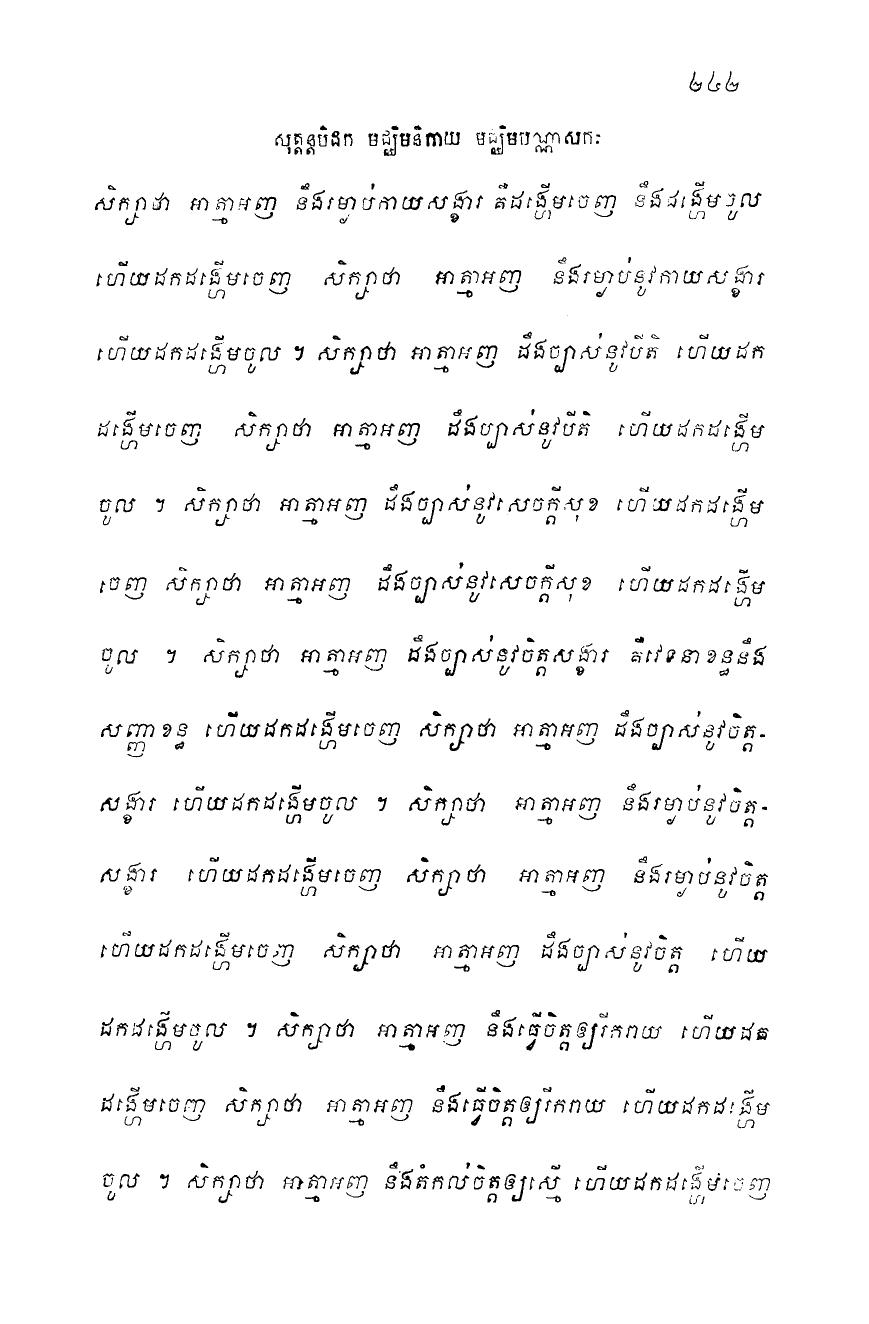 ២៤២
សុត្តន្តបិដក មជ្ឈិមនិកាយ មជ្ឈិមបណ្ណាសកៈ
សិក្សាថា អាត្មាអញ នឹងរម្លាប់កាយសង្ខារ គឺដង្ហើមចេញ នឹងដង្ហើមចូល
ហើយដកដង្ហើមចេញ សិក្សាថា អាត្មាអញ នឹងរម្លាប់នូវកាយសង្ខារ
ហើយដកដង្ហើមចូល ។ សិក្សាថា អាត្មាអញ ដឹងច្បាស់នូវបីតិ ហើយដក
ដង្ហើមចេញ សិក្សាថា អាត្មាអញ ដឹងច្បាស់នូវបីតិ ហើយដកដង្ហើម
ចូល ។ សិក្សាថា អាត្មាអញ ដឹងច្បាស់នូវសេចក្តីសុខ ហើយដកដង្ហើម
ចេញ សិក្សាថា អាត្មាអញ ដឹងច្បាស់នូវសេចក្តីសុខ ហើយដកដង្ហើម
ចូល ។ សិក្សាថា អាត្មាអញ ដឹងច្បាស់នូវចិត្តសង្ខារ គឺវេទនាខន្ធនឹង
សញ្ញាខន្ធ ហើយដកដង្ហើមចេញ សិក្សាថា អាត្មាអញ ដឹងច្បាស់នូវចិត្ត-
សង្ខារ ហើយដកដង្ហើមចូល ។ សិក្សាថា អាត្មាអញ នឹងរម្លាប់នូវចិត្ត-
សង្ខារ ហើយដកដង្ហើមចេញ សិក្សាថា អាត្មាអញ នឹងរម្លាប់នូវចិត្ត
ហើយដកដង្ហើមចេញ សិក្សាថា អាត្មាអញ ដឹងច្បាស់នូវចិត្ត ហើយ
ដកដង្ហើមចូល ។ សិក្សាថា អាត្មាអញ នឹងធ្វើចិត្តឲ្យរីករាយ ហើយដក
ដង្ហើមចេញ សិក្សាថា អាត្មាអញ នឹងធ្វើចិត្តឲ្យរីករាយ ហើយដកដង្ហើម
ចូល ។ សិក្សាថា អាត្មាអញ នឹងតំកល់ចិត្តឲ្យស្មើ ហើយដកដង្ហើមចេញ